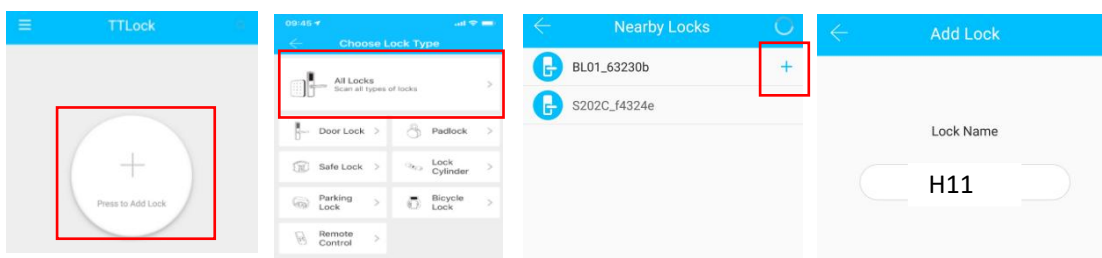 TTLock
Press to Add Lock
09:45
Choose Lock Type
All Locks
Scan all types of locks
Door Lock
Padlock
Safe Lock
Lock
Cylinder
Parking
Lock
Bicycle
Lock
Remote
Control
Nearby Locks
BL01_63230b
S202C_f4324e
Add Lock
Lock Name
H11